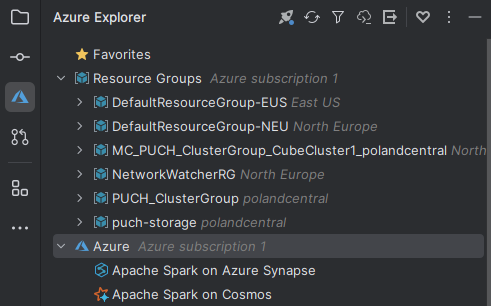 Azure Explorer
Favorites
Resource Groups Azure subscription 1
DefaultResourceGroup-EUS East US
DefaultResourceGroup-NEU North Europe
MC_PUCH_ClusterGroup_CubeCluster1_polandcentral North
NetworkWatcherRG North Europe
PUCH_ClusterGroup polandcentral
puch-storage polandcentral
Azure Azure subscription 1
Apache Spark on Azure Synapse
Apache Spark on Cosmos